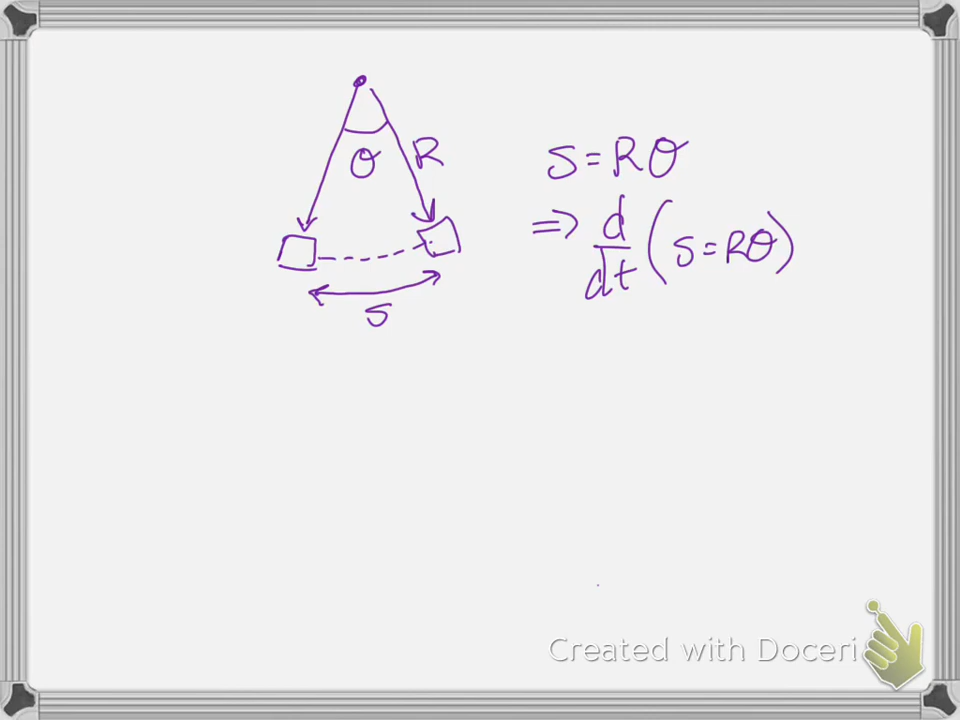 θ
R
S
S = Rθ
⇒ d/dt (S = Rθ)
Created with Doceri